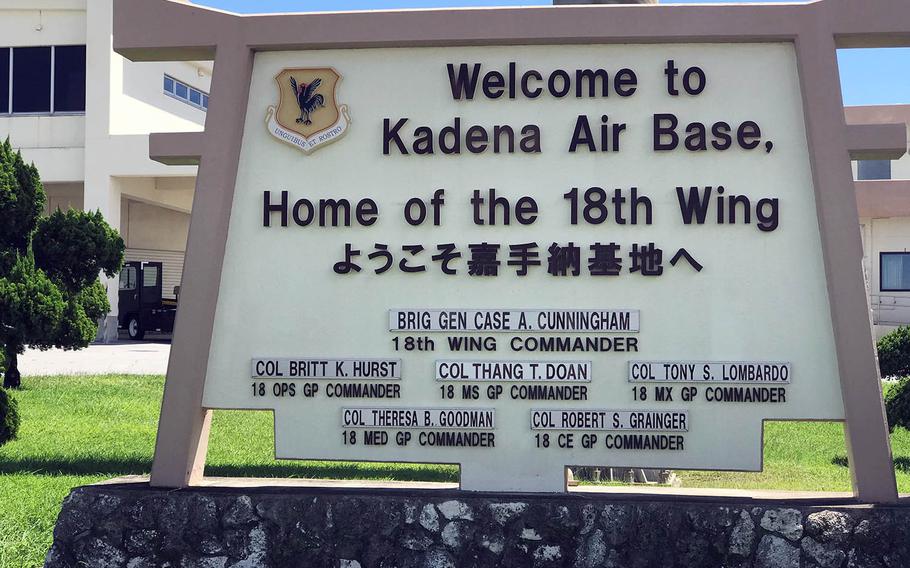 UNGUIBUS ET ROSTRO
Welcome to
Kadena Air Base,
Home of the 18th Wing
ようこそ嘉手納基地へ
BRIG GEN CASE A. CUNNINGHAM
18th WING COMMANDER
COL BRITT K. HURST
18 OPS GP COMMANDER
COL THANG T. DOAN
18 MS GP COMMANDER
COL TONY S. LOMBARDO
18 MX GP COMMANDER
COL THERESA B. GOODMAN
18 MED GP COMMANDER
COL ROBERT S. GRAINGER
18 CE GP COMMANDER